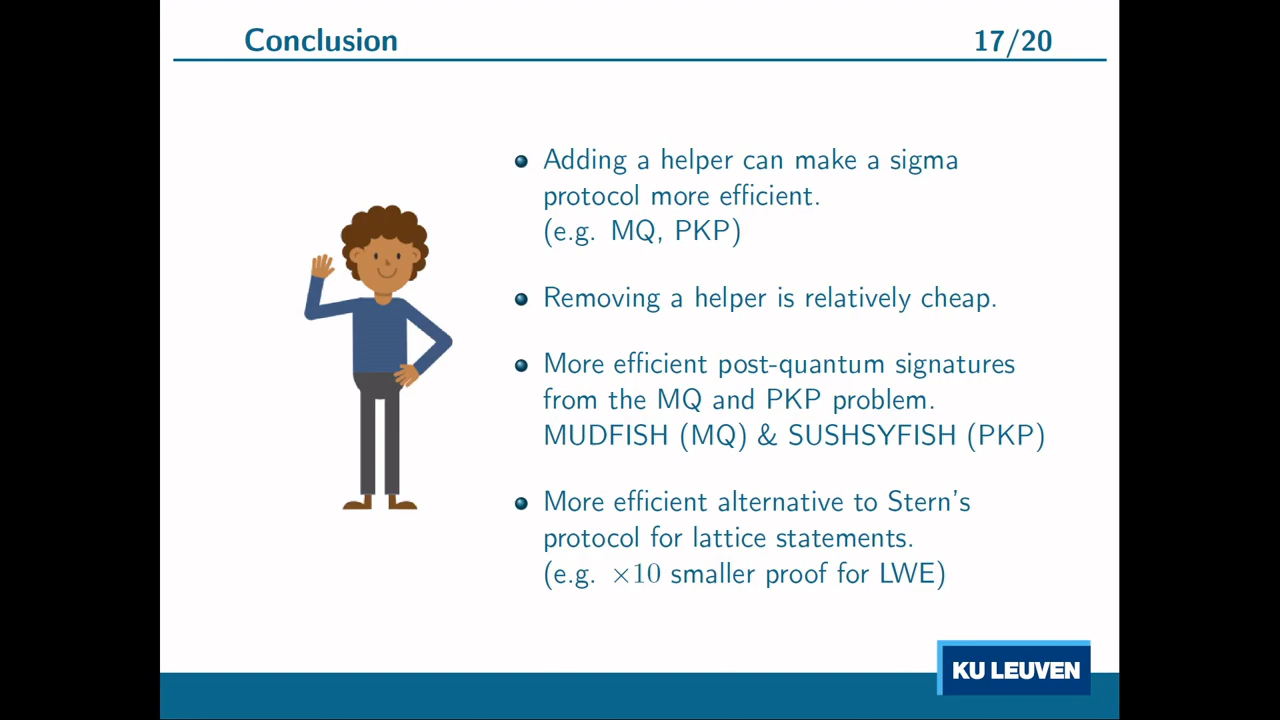 Conclusion
17/20
Adding a helper can make a sigma
protocol more efficient.
(e.g. MQ, PKP)
Removing a helper is relatively cheap.
More efficient post-quantum signatures
from the MQ and PKP problem.
MUDFISH (MQ) & SUSHSYFISH (PKP)
More efficient alternative to Stern's
protocol for lattice statements.
(e.g. ×10 smaller proof for LWE)
KU LEUVEN